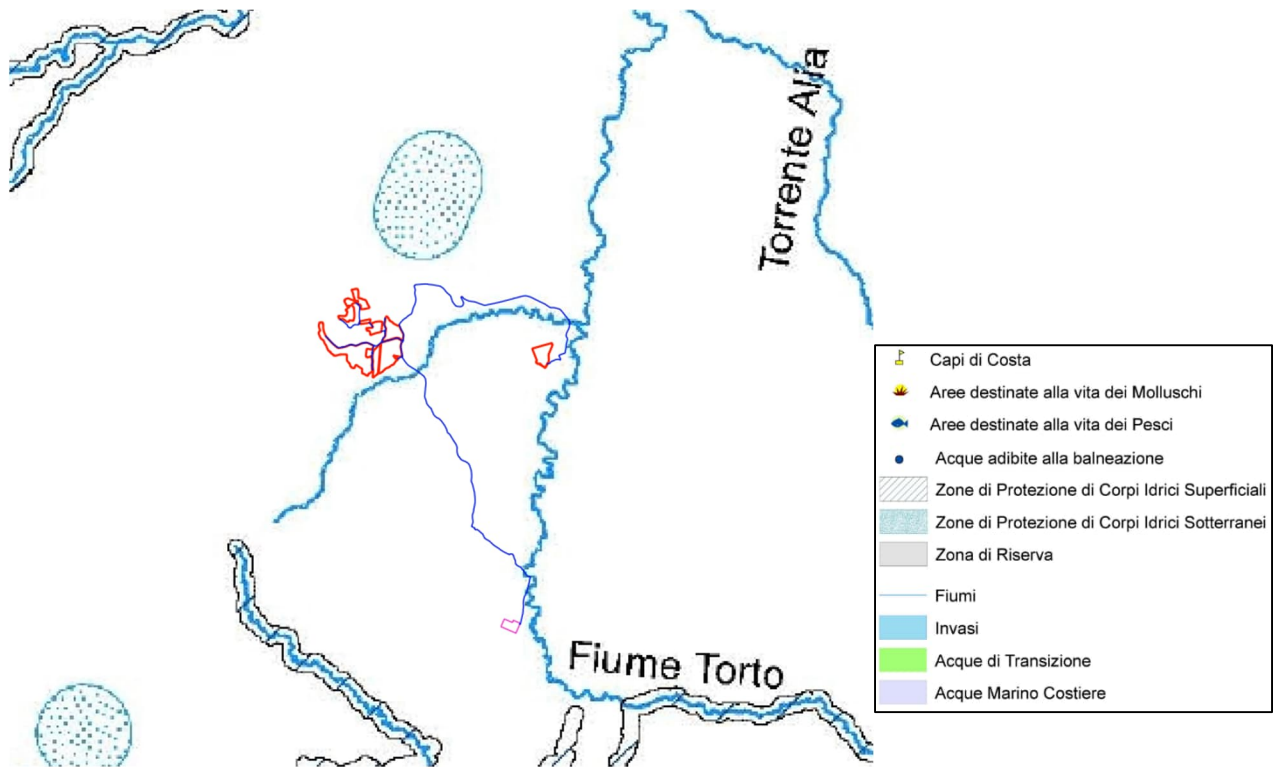 Torrente Alia
Fiume Torto
Capi di Costa
Aree destinate alla vita dei Molluschi
Aree destinate alla vita dei Pesci
Acque adibite alla balneazione
Zone di Protezione di Corpi Idrici Superficiali
Zone di Protezione di Corpi Idrici Sotterranei
Zona di Riserva
Fiumi
Invasi
Acque di Transizione
Acque Marino Costiere